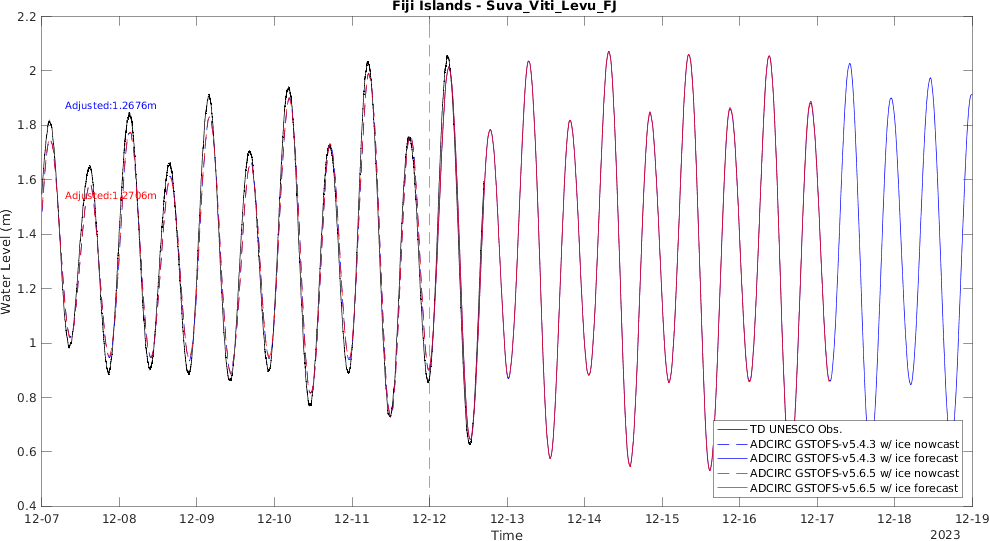 Fiji Islands - Suva_Viti_Levu_FJ
2.2
2
1.8
1.6
1.4
1.2
1
0.8
0.6
0.4
Water Level (m)
Adjusted:1.2676m
Adjusted:1.2706m
TD UNESCO Obs.
ADCIRC GSTOFS-v5.4.3 w/ ice nowcast
ADCIRC GSTOFS-v5.4.3 w/ ice forecast
ADCIRC GSTOFS-v5.6.5 w/ ice nowcast
ADCIRC GSTOFS-v5.6.5 w/ ice forecast
12-07 12-08 12-09 12-10 12-11 12-12 12-13 12-14 12-15 12-16 12-17 12-18 12-19
Time
2023